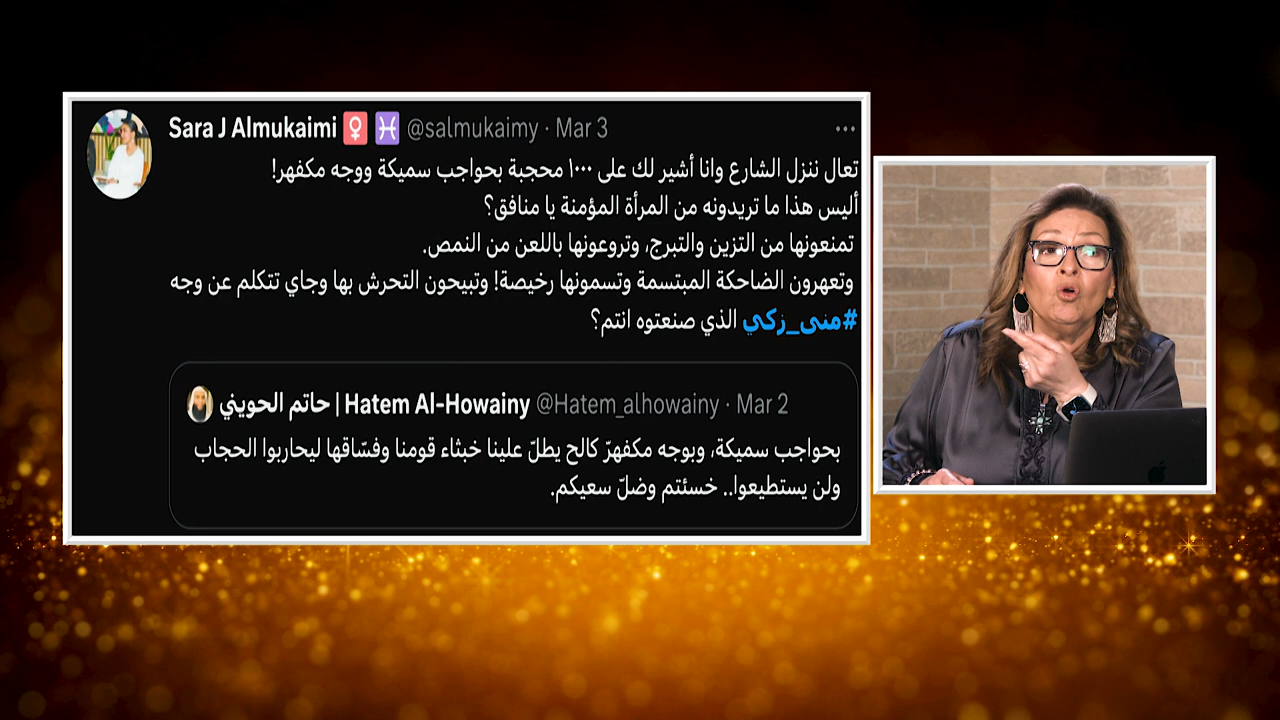 Sara J Almukaimi ♀ ♓ @salmukaimy · Mar 3 ...
تعال ننزل الشارع وانا أشير لك على ١٠٠٠ محجبة بحواجب سميكة ووجه مكفهر!
أليس هذا ما تريدونه من المرأة المؤمنة يا منافق؟
تمنعونها من التزين والتبرج، وتروعونها باللعن من النمص.
وتعهرون الضاحكة المبتسمة وتسمونها رخيصة! وتبيحون التحرش بها وجاي تتكلم عن وجه
#منى_زكي الذي صنعتوه انتم؟
حاتم الحويني | Hatem Al-Howainy @Hatem_alhowainy · Mar 2
بحواجب سميكة، وبوجه مكفهرّ كالح يطلّ علينا خبثاء قومنا وفسّاقها ليحاربوا الحجاب
ولن يستطيعوا.. خسئتم وضلّ سعيكم.